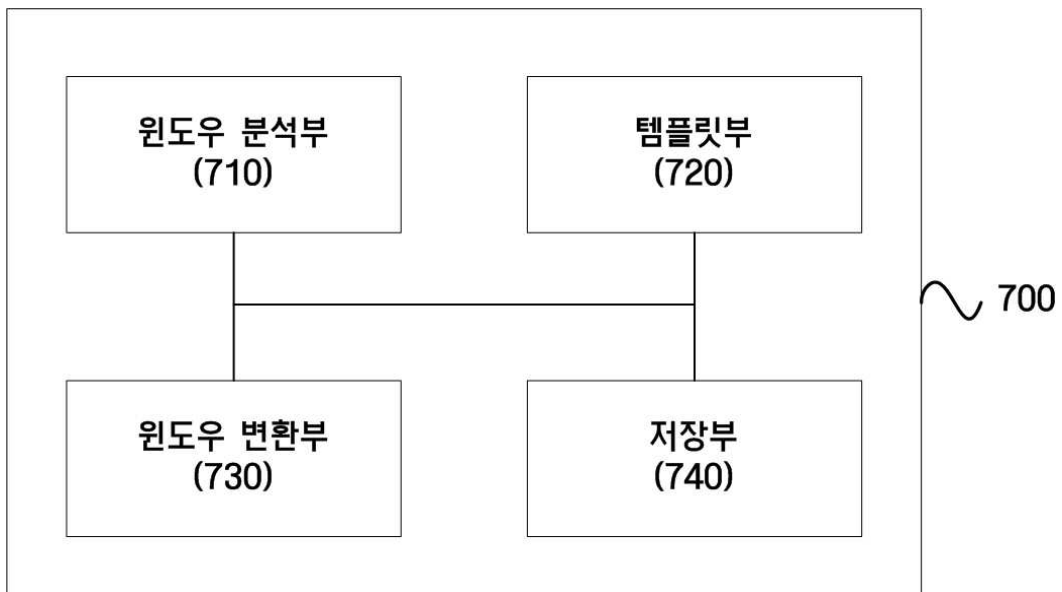 윈도우 분석부
(710)
템플릿부
(720)
700
윈도우 변환부
(730)
저장부
(740)